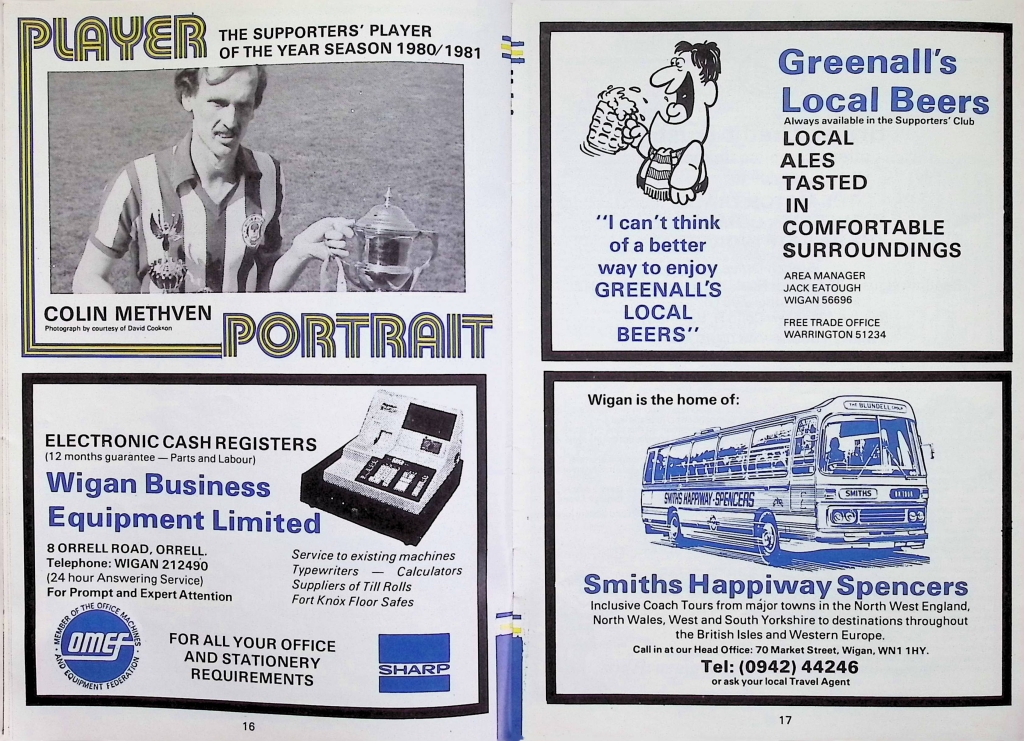 PLAYER
THE SUPPORTERS' PLAYER
OF THE YEAR SEASON 1980/1981
COLIN METHVEN
Photograph by courtesy of David Cookson
PORTRAIT
ELECTRONIC CASH REGISTERS
(12 months guarantee — Parts and Labour)
Wigan Business
Equipment Limited
8 ORRELL ROAD, ORRELL.
Telephone: WIGAN 212490
(24 hour Answering Service)
For Prompt and Expert Attention
Service to existing machines
Typewriters — Calculators
Suppliers of Till Rolls
Fort Knox Floor Safes
MEMBER OF THE OFFICE MACHINES
AND EQUIPMENT FEDERATION
OMEF
FOR ALL YOUR OFFICE
AND STATIONERY
REQUIREMENTS
SHARP
16
Greenall's
Local Beers
Always available in the Supporters' Club
LOCAL
ALES
TASTED
IN
COMFORTABLE
SURROUNDINGS
"I can't think
of a better
way to enjoy
GREENALL'S
LOCAL
BEERS"
AREA MANAGER
JACK EATOUGH
WIGAN 56696
FREE TRADE OFFICE
WARRINGTON 51234
Wigan is the home of:
THE BLUNDELL
SMITHS HAPPIWAY-SPENCERS
SMITHS
Smiths Happiway Spencers
Inclusive Coach Tours from major towns in the North West England,
North Wales, West and South Yorkshire to destinations throughout
the British Isles and Western Europe.
Call in at our Head Office: 70 Market Street, Wigan, WN1 1HY.
Tel: (0942) 44246
or ask your local Travel Agent
17